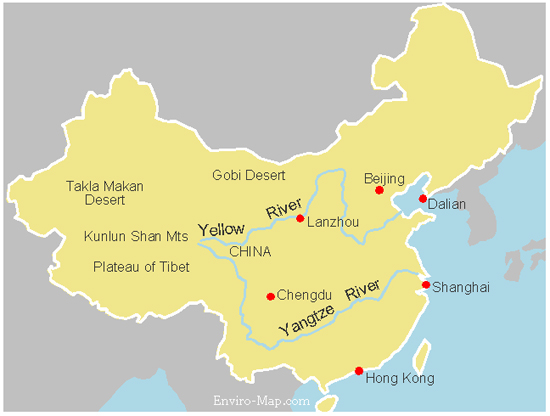 Gobi Desert
Beijing
Takla Makan
Desert
Dalian
Yellow River
Lanzhou
Kunlun Shan Mts
CHINA
Plateau of Tibet
Chengdu
Yangtze River
Shanghai
Hong Kong
Enviro-Map.com